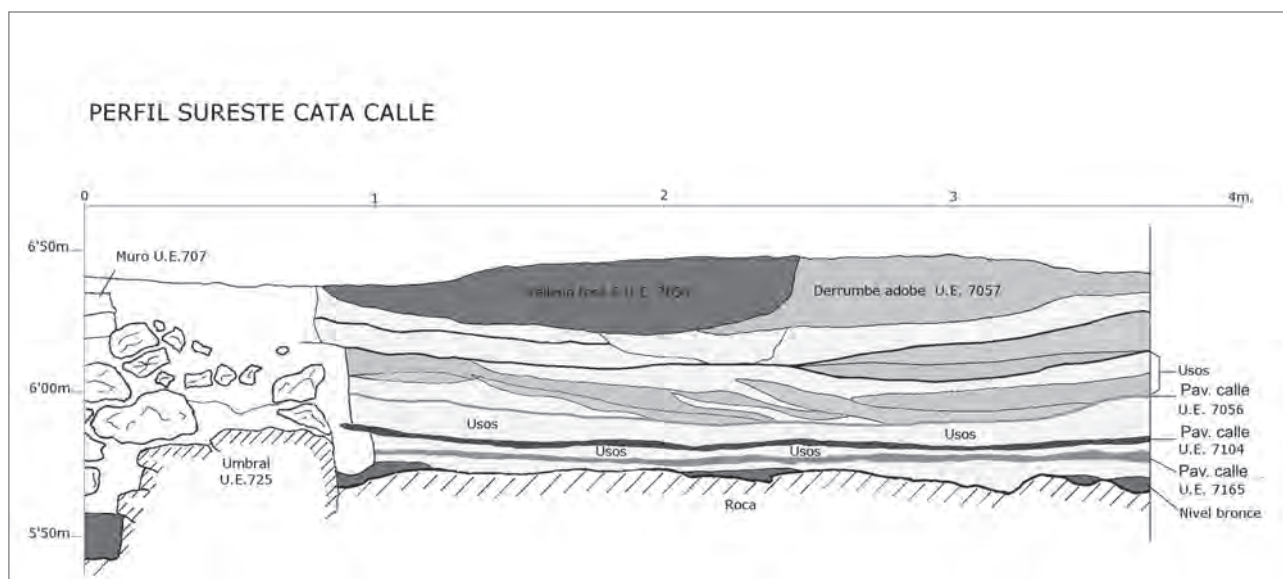 PERFIL SURESTE CATA CALLE
0 1 2 3 4m.
6'50m
Muro U.E.707
U.E. 7050
Derrumbe adobe U.E. 7057
6'00m
Usos
Pav. calle
U.E. 7056
Usos
Usos
Pav. calle
U.E. 7104
Usos
Usos
Umbral
U.E.725
Pav. calle
U.E. 7165
Roca
Nivel bronce
5'50m